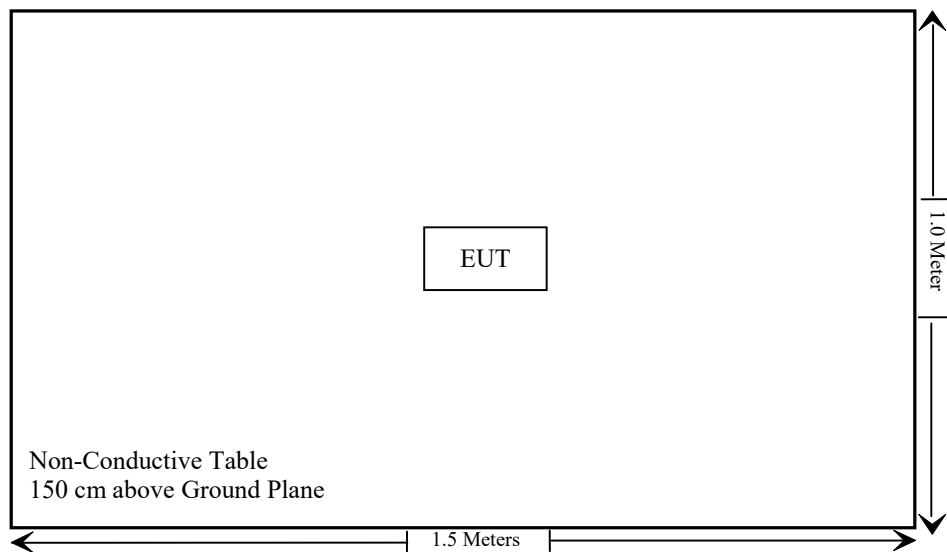 EUT
1.0 Meter
Non-Conductive Table
150 cm above Ground Plane
1.5 Meters